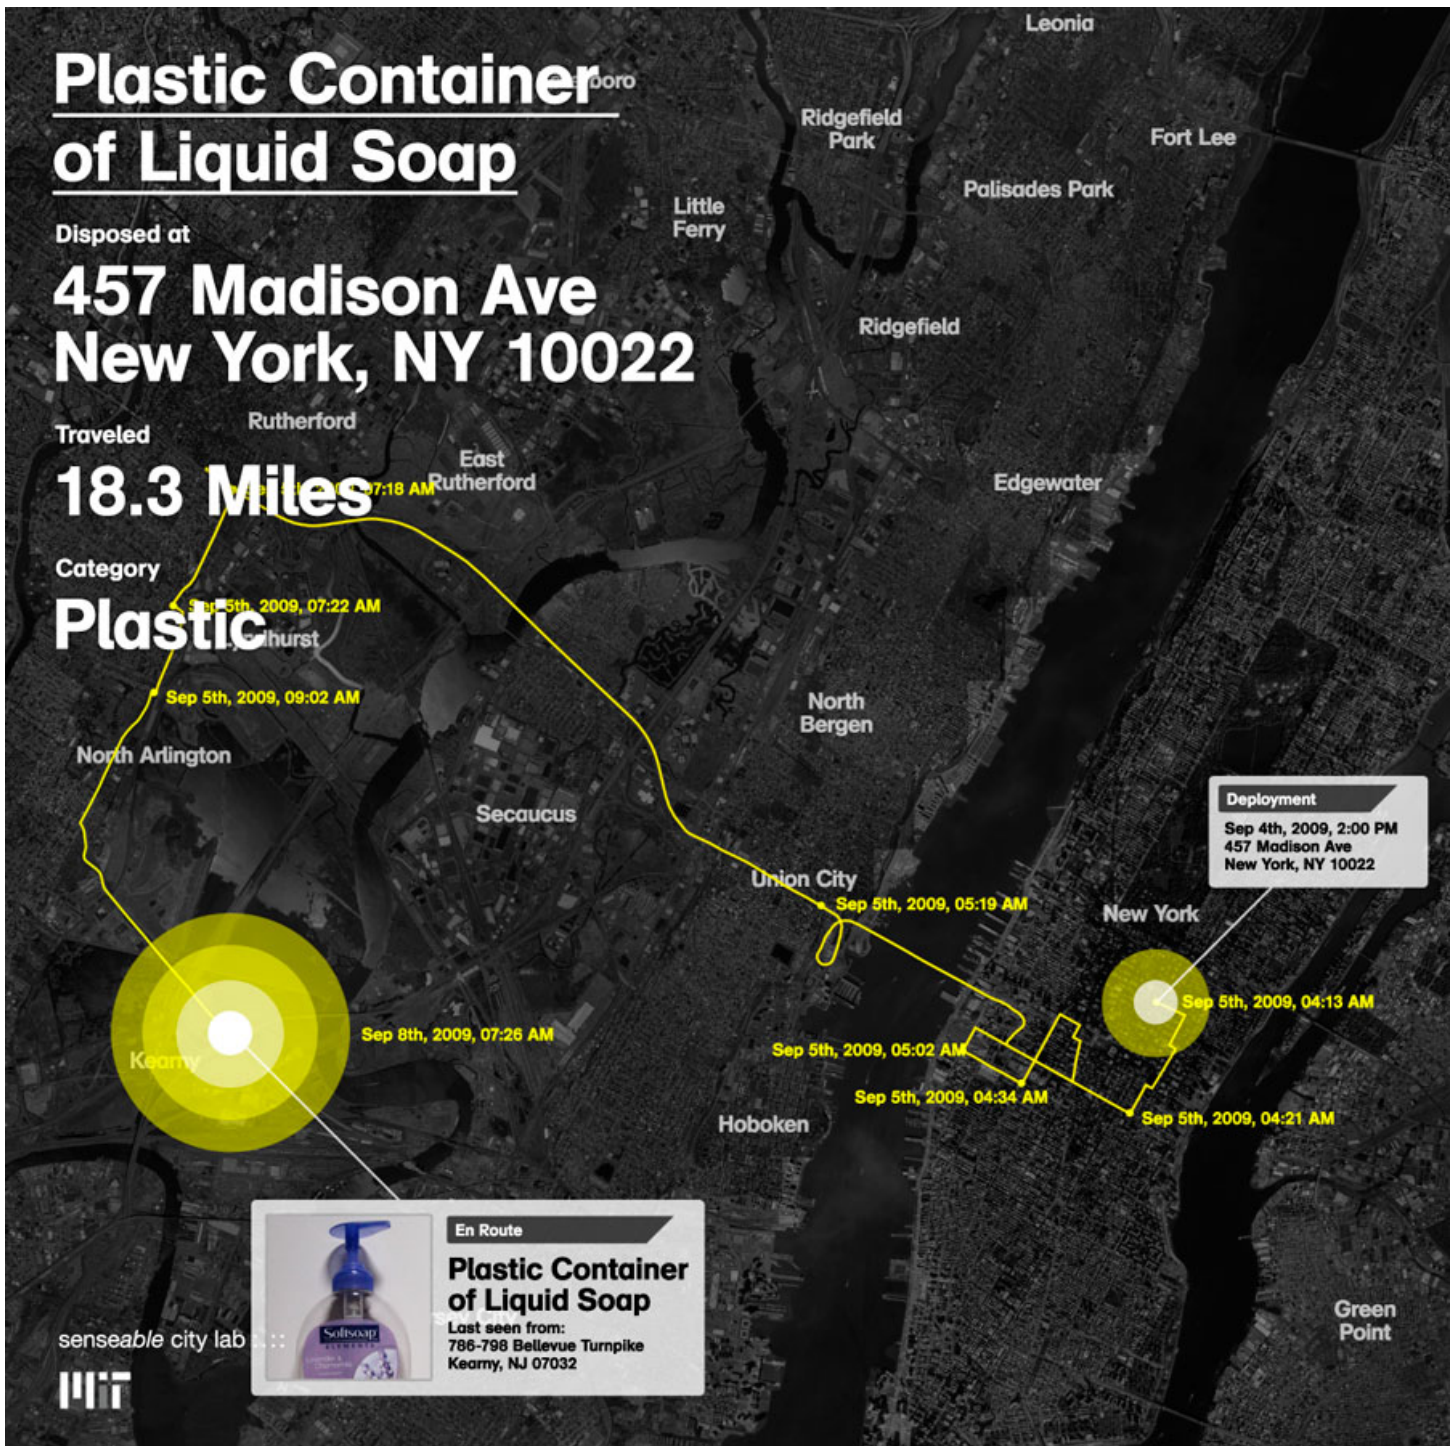 Plastic Container
of Liquid Soap
Disposed at
457 Madison Ave
New York, NY 10022
Traveled
18.3 Miles
Category
Plastic
Leonia
Ridgefield
Park
Fort Lee
Palisades Park
Little
Ferry
Ridgefield
Rutherford
East
Rutherford
Edgewater
07:18 AM
Sep 5th, 2009, 07:22 AM
Sep 5th, 2009, 09:02 AM
North Arlington
North
Bergen
Secaucus
Deployment
Sep 4th, 2009, 2:00 PM
457 Madison Ave
New York, NY 10022
Union City
Sep 5th, 2009, 05:19 AM
New York
Sep 5th, 2009, 04:13 AM
Sep 8th, 2009, 07:26 AM
Kearny
Sep 5th, 2009, 05:02 AM
Sep 5th, 2009, 04:34 AM
Sep 5th, 2009, 04:21 AM
Hoboken
En Route
Plastic Container
of Liquid Soap
Last seen from:
786-798 Bellevue Turnpike
Kearny, NJ 07032
Softsoap
ELEMENTS
Green
Point
senseable city lab
MIT